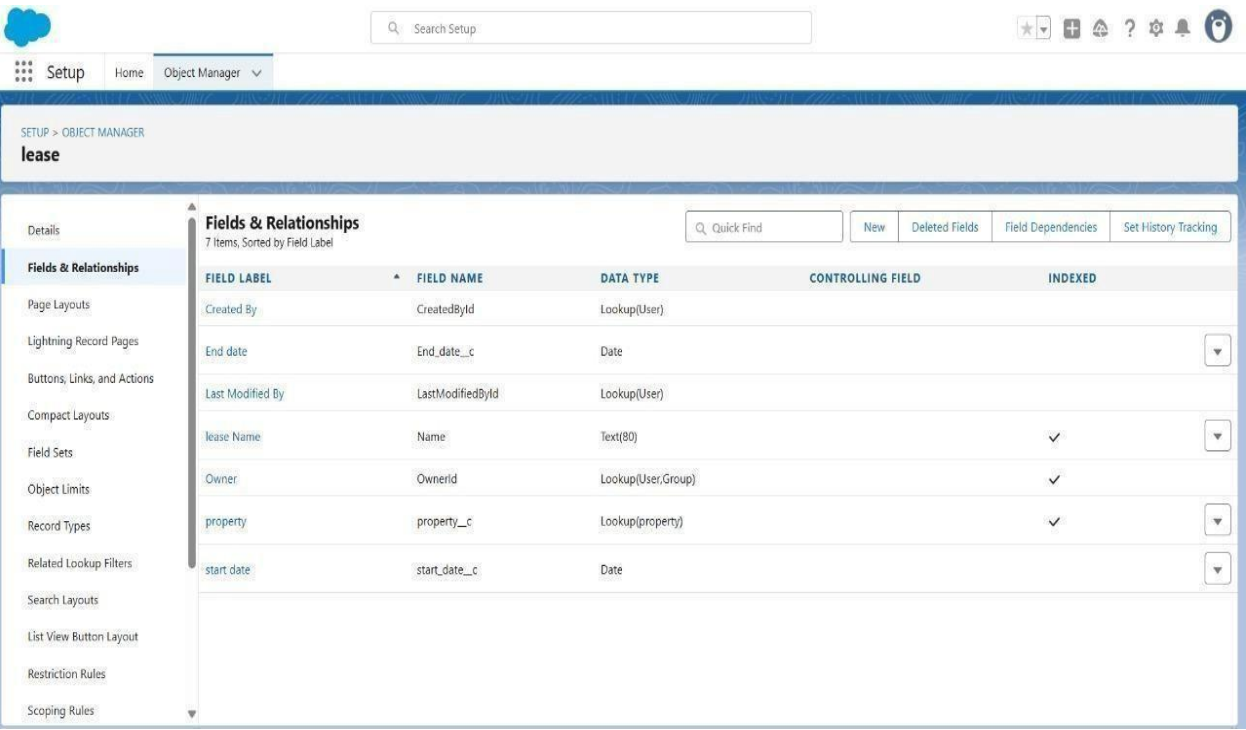 Search Setup
Setup Home Object Manager
SETUP > OBJECT MANAGER
lease
Details
Fields & Relationships
Page Layouts
Lightning Record Pages
Buttons, Links, and Actions
Compact Layouts
Field Sets
Object Limits
Record Types
Related Lookup Filters
Search Layouts
List View Button Layout
Restriction Rules
Scoping Rules
Fields & Relationships
7 Items, Sorted by Field Label
Quick Find New Deleted Fields Field Dependencies Set History Tracking
FIELD LABEL FIELD NAME DATA TYPE CONTROLLING FIELD INDEXED
Created By CreatedById Lookup(User)
End date End_date__c Date
Last Modified By LastModifiedById Lookup(User)
lease Name Name Text(80)
Owner OwnerId Lookup(User,Group)
property property__c Lookup(property)
start date start_date__c Date